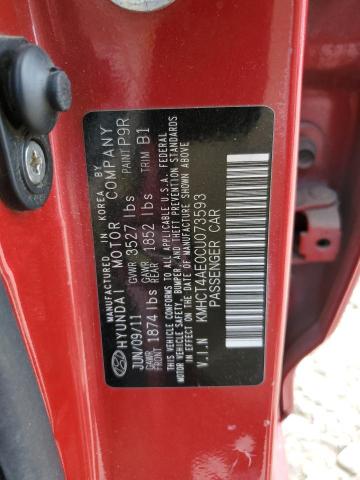 MANUFACTURED IN KOREA BY
HYUNDAI MOTOR COMPANY
JUN/09/11 GVWR 3527 lbs PAINT P9R
GAWR FRONT 1874 lbs GAWR REAR 1852 lbs TRIM B1
THIS VEHICLE CONFORMS TO ALL APPLICABLE U.S.A. FEDERAL
MOTOR VEHICLE SAFETY, BUMPER, AND THEFT PREVENTION STANDARDS
IN EFFECT ON THE DATE OF MANUFACTURE SHOWN ABOVE.
V.I.N KMHCT4AE0CU073593
PASSENGER CAR